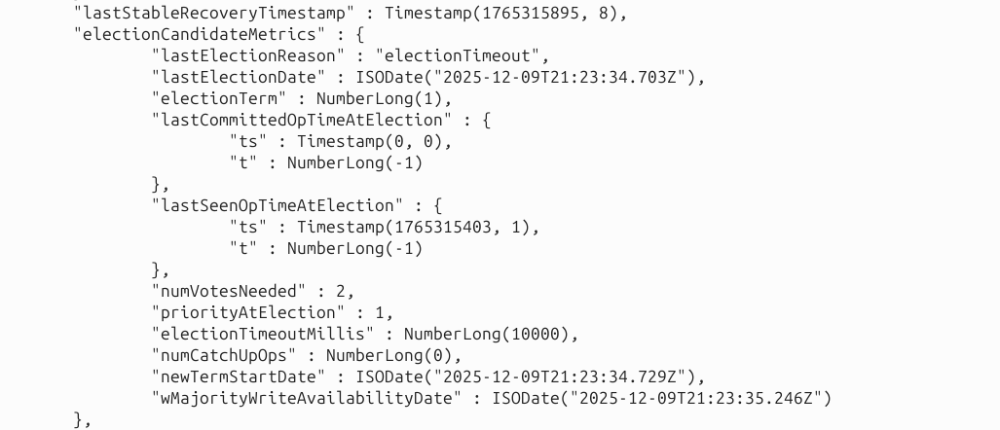 "lastStableRecoveryTimestamp" : Timestamp(1765315895, 8),
"electionCandidateMetrics" : {
"lastElectionReason" : "electionTimeout",
"lastElectionDate" : ISODate("2025-12-09T21:23:34.703Z"),
"electionTerm" : NumberLong(1),
"lastCommittedOpTimeAtElection" : {
"ts" : Timestamp(0, 0),
"t" : NumberLong(-1)
},
"lastSeenOpTimeAtElection" : {
"ts" : Timestamp(1765315403, 1),
"t" : NumberLong(-1)
},
"numVotesNeeded" : 2,
"priorityAtElection" : 1,
"electionTimeoutMillis" : NumberLong(10000),
"numCatchUpOps" : NumberLong(0),
"newTermStartDate" : ISODate("2025-12-09T21:23:34.729Z"),
"wMajorityWriteAvailabilityDate" : ISODate("2025-12-09T21:23:35.246Z")
},